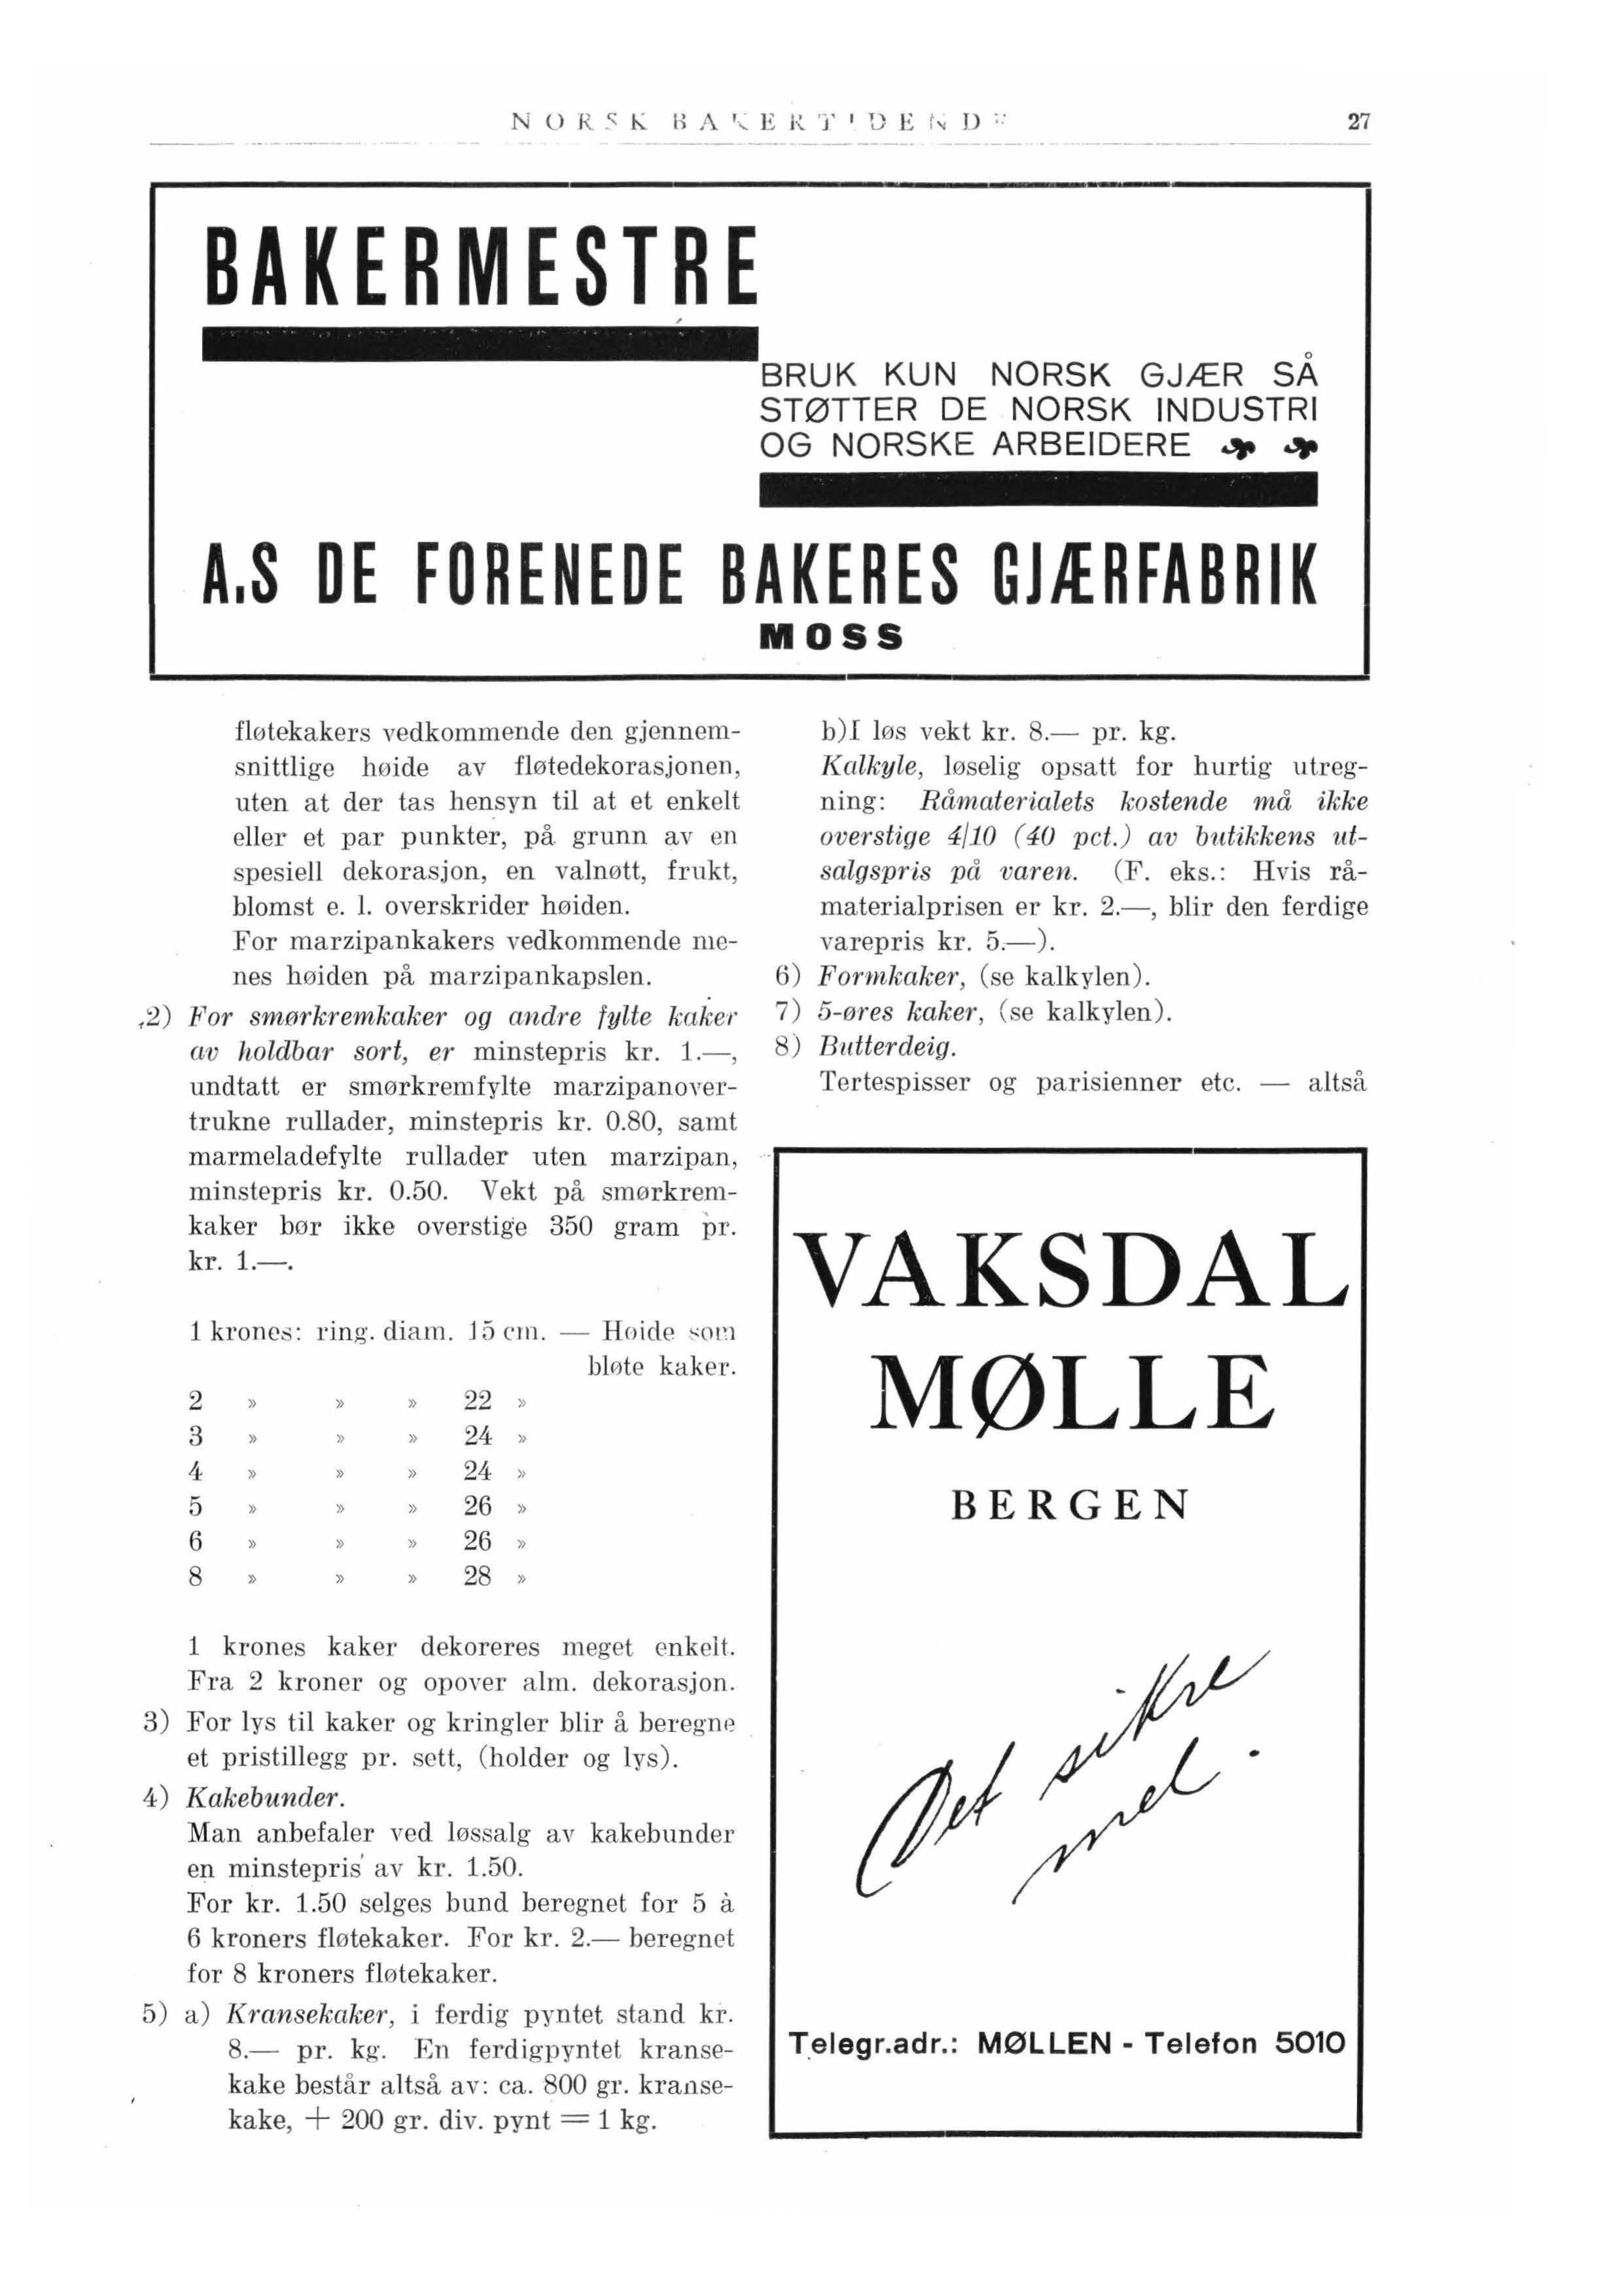 NORSK BAKERTIDENDE
27
BAKERMESTRE
BRUK KUN NORSK GJÆR SÅ
STØTTER DE NORSK INDUSTRI
OG NORSKE ARBEIDERE
A.S DE FORENEDE BAKERES GJÆRFABRIK
MOSS
fløtekakers vedkommende den gjennem-
snittlige høide av fløtedekorasjonen,
uten at der tas hensyn til at et enkelt
eller et par punkter, på grunn av en
spesiell dekorasjon, en valnøtt, frukt,
blomst e. l. overskrider høiden.
For marzipankakers vedkommende me-
nes høiden på marzipankapslen.
2) For smørkremkaker og andre fylte kaker
av holdbar sort, er minstepris kr. 1.—,
undtatt er smørkremfylte marzipanover-
trukne rullader, minstepris kr. 0.80, samt
marmeladefylte rullader uten marzipan,
minstepris kr. 0.50. Vekt på smørkrem-
kaker bør ikke overstige 350 gram pr.
kr. 1.—.
1 krones: ring. diam. 15 cm. — Høide som
bløte kaker.
2 » » » 22 »
3 » » » 24 »
4 » » » 24 »
5 » » » 26 »
6 » » » 26 »
8 » » » 28 »
1 krones kaker dekoreres meget enkelt.
Fra 2 kroner og opover alm. dekorasjon.
3) For lys til kaker og kringler blir å beregne
et pristillegg pr. sett, (holder og lys).
4) Kakebunder.
Man anbefaler ved løssalg av kakebunder
en minstepris av kr. 1.50.
For kr. 1.50 selges bund beregnet for 5 à
6 kroners fløtekaker. For kr. 2.— beregnet
for 8 kroners fløtekaker.
5) a) Kransekaker, i ferdig pyntet stand kr.
8.— pr. kg. En ferdigpyntet kranse-
kake består altså av: ca. 800 gr. kranse-
kake, + 200 gr. div. pynt = 1 kg.
b)I løs vekt kr. 8.— pr. kg.
Kalkyle, løselig opsatt for hurtig utreg-
ning: Råmaterialets kostende må ikke
overstige 4/10 (40 pct.) av butikkens ut-
salgspris på varen. (F. eks.: Hvis rå-
materialprisen er kr. 2.—, blir den ferdige
varepris kr. 5.—).
6) Formkaker, (se kalkylen).
7) 5-øres kaker, (se kalkylen).
8) Butterdeig.
Tertespisser og parisienner etc. — altså
VAKSDAL
MØLLE
BERGEN
Det sikre
mel.
Telegr.adr.: MØLLEN - Telefon 5010